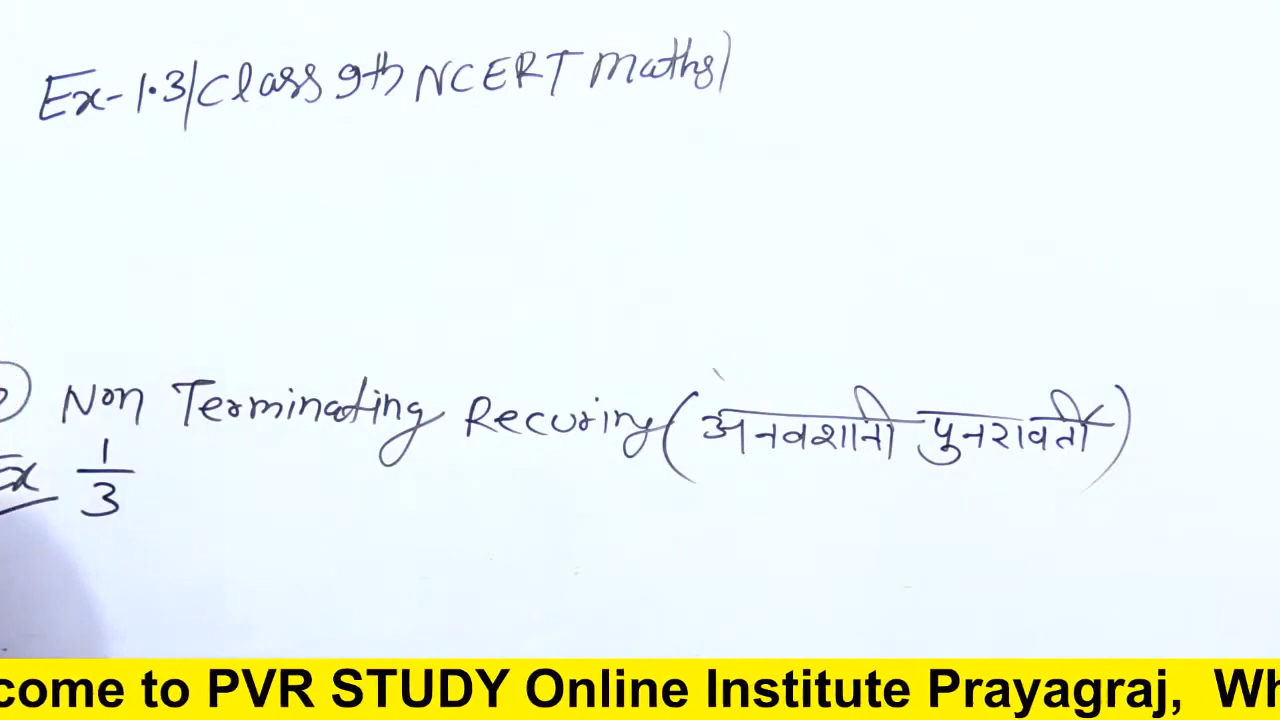 Ex-1.3/Class 9th NCERT Maths/
Non Terminating Recuring (अनवशानी पुनरावर्ती)
Ex 1/3
come to PVR STUDY Online Institute Prayagraj, Wh